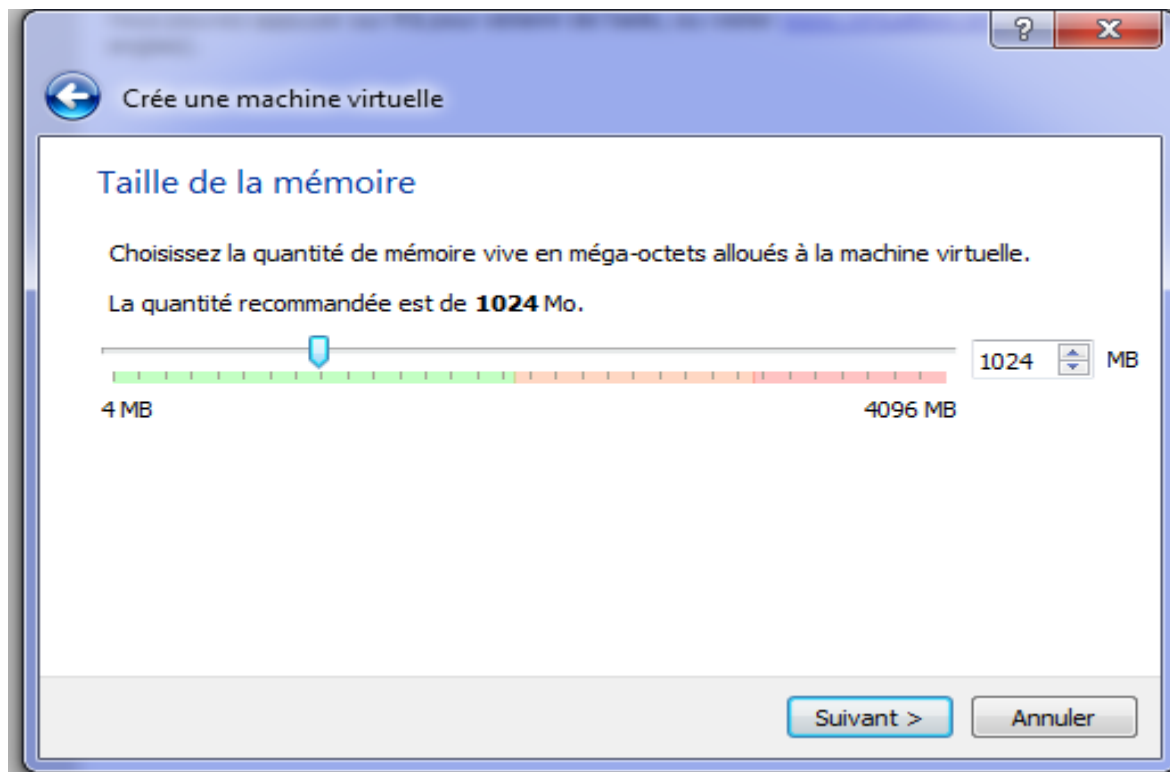 Crée une machine virtuelle
Taille de la mémoire
Choisissez la quantité de mémoire vive en méga-octets alloués à la machine virtuelle.
La quantité recommandée est de 1024 Mo.
1024 MB
4 MB 4096 MB
Suivant > Annuler